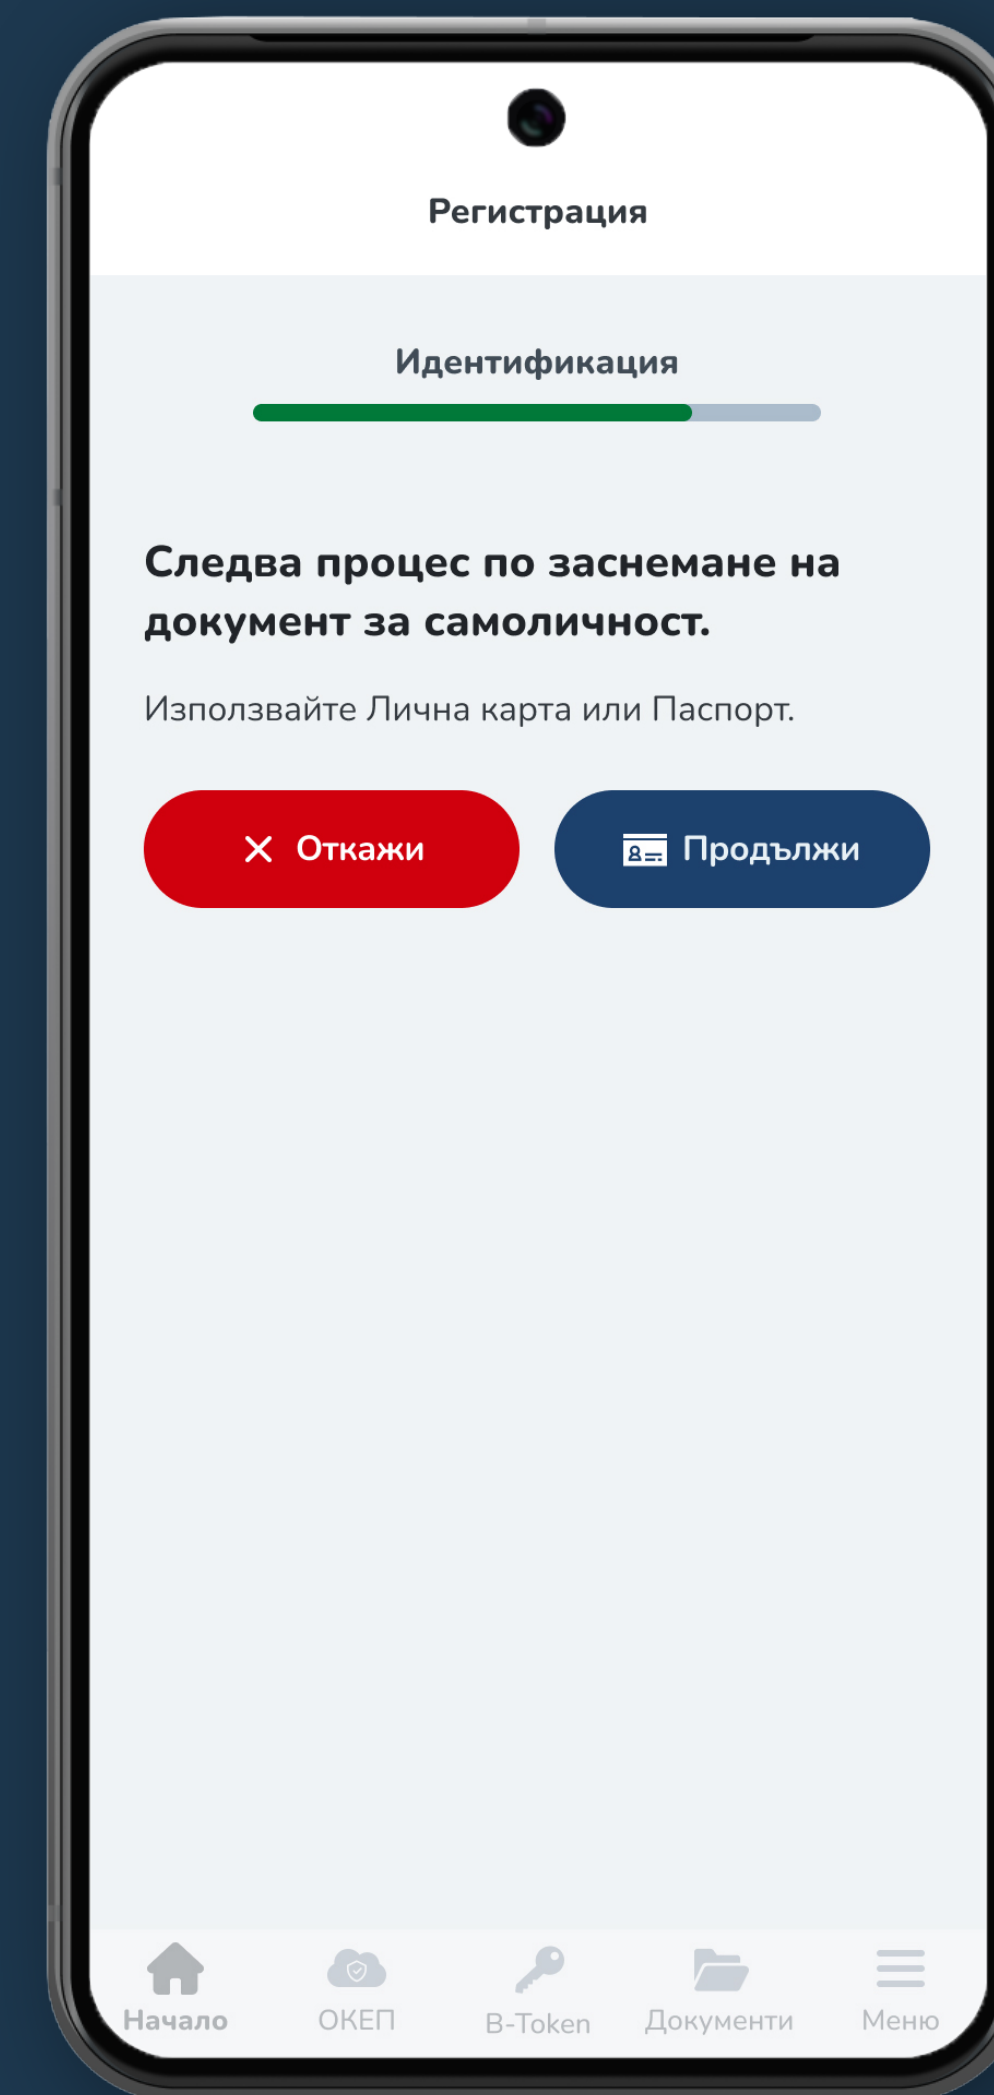 Регистрация
Идентификация
Следва процес по заснемане на
документ за самоличност.
Използвайте Лична карта или Паспорт.
Откажи Продължи
Начало ОКЕП B-Token Документи Меню